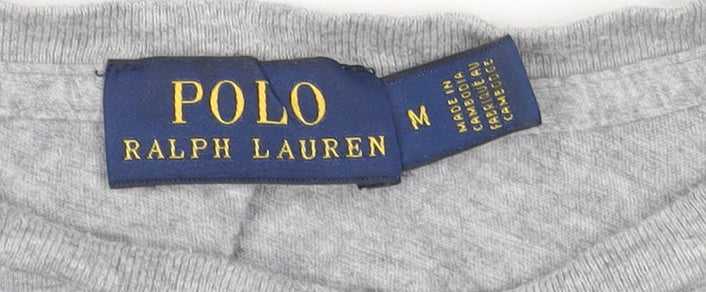 POLO
RALPH LAUREN
M
MADE IN
CAMBODIA
FABRIQUÉ AU
CAMBODGE